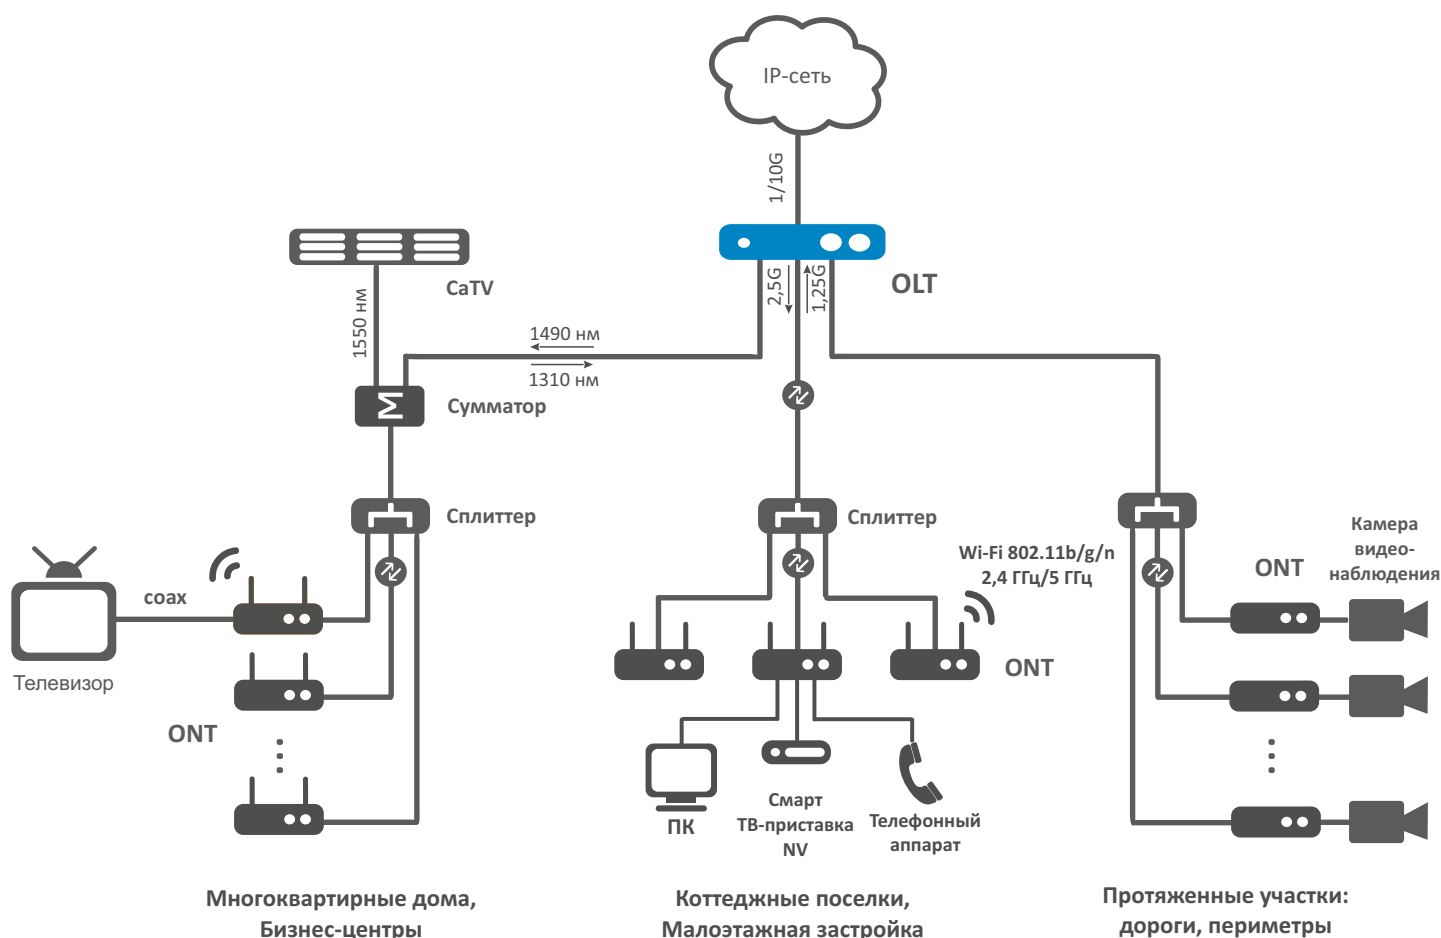 IP-сеть
1/10G
OLT
2,5G
1,25G
CaTV
1550 нм
1490 нм
1310 нм
Сумматор
Сплиттер
Сплиттер
coax
Телевизор
ONT
Wi-Fi 802.11b/g/n
2,4 ГГц/5 ГГц
ONT
ПК
Смарт
ТВ-приставка
NV
Телефонный
аппарат
ONT
Камера
видео-
наблюдения
Многоквартирные дома,
Бизнес-центры
Коттеджные поселки,
Малоэтажная застройка
Протяженные участки:
дороги, периметры